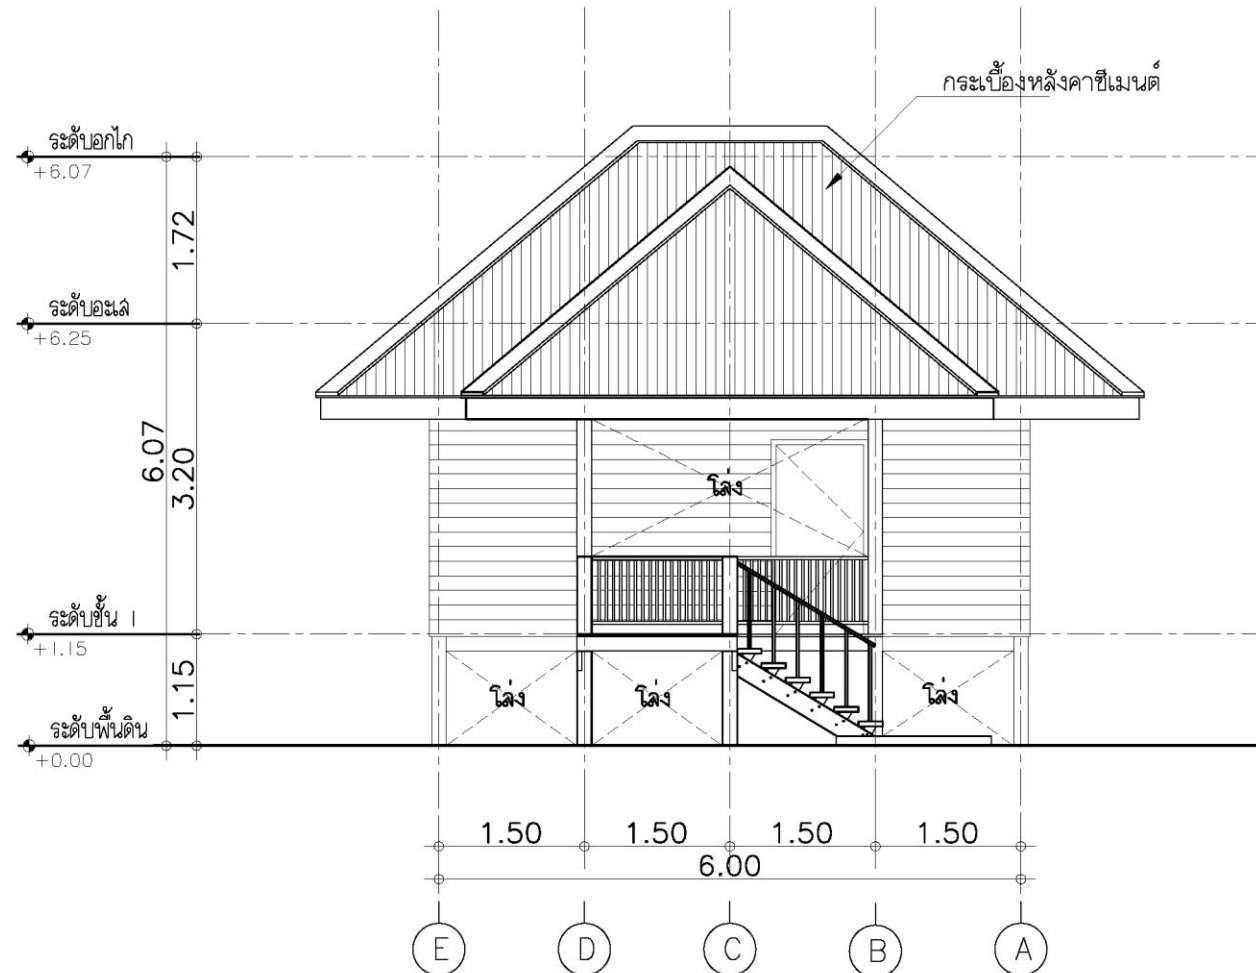 กระเบื้องหลังคาซีเมนต์
ระดับอกไก่
+6.07
1.72
ระดับอะเส
+6.25
6.07
3.20
โล่ง
ระดับชั้น 1
+1.15
1.15
โล่ง
โล่ง
โล่ง
ระดับพื้นดิน
+0.00
1.50 1.50 1.50 1.50
6.00
E D C B A